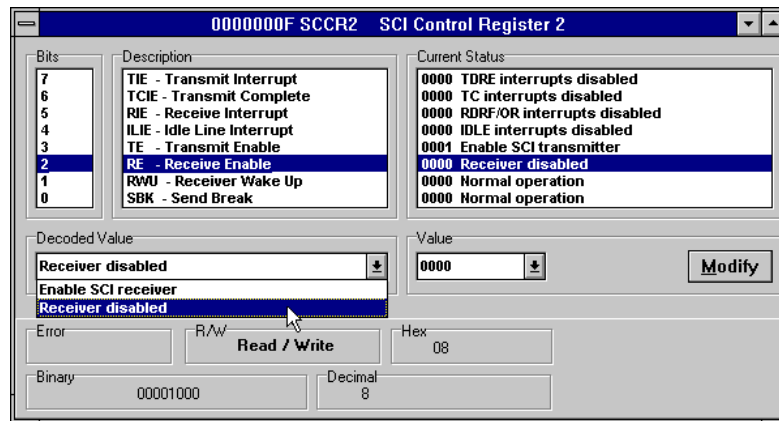 0000000F SCCR2 SCI Control Register 2
Bits
7
6
5
4
3
2
1
0
Description
TIE - Transmit Interrupt
TCIE - Transmit Complete
RIE - Receive Interrupt
ILIE - Idle Line Interrupt
TE - Transmit Enable
RE - Receive Enable
RWU - Receiver Wake Up
SBK - Send Break
Current Status
0000 TDRE interrupts disabled
0000 TC interrupts disabled
0000 RDRF/OR interrupts disabled
0000 IDLE interrupts disabled
0001 Enable SCI transmitter
0000 Receiver disabled
0000 Normal operation
0000 Normal operation
Decoded Value
Receiver disabled
Enable SCI receiver
Receiver disabled
Value
0000
Modify
Error
R/W
Read / Write
Hex
08
Binary
00001000
Decimal
8